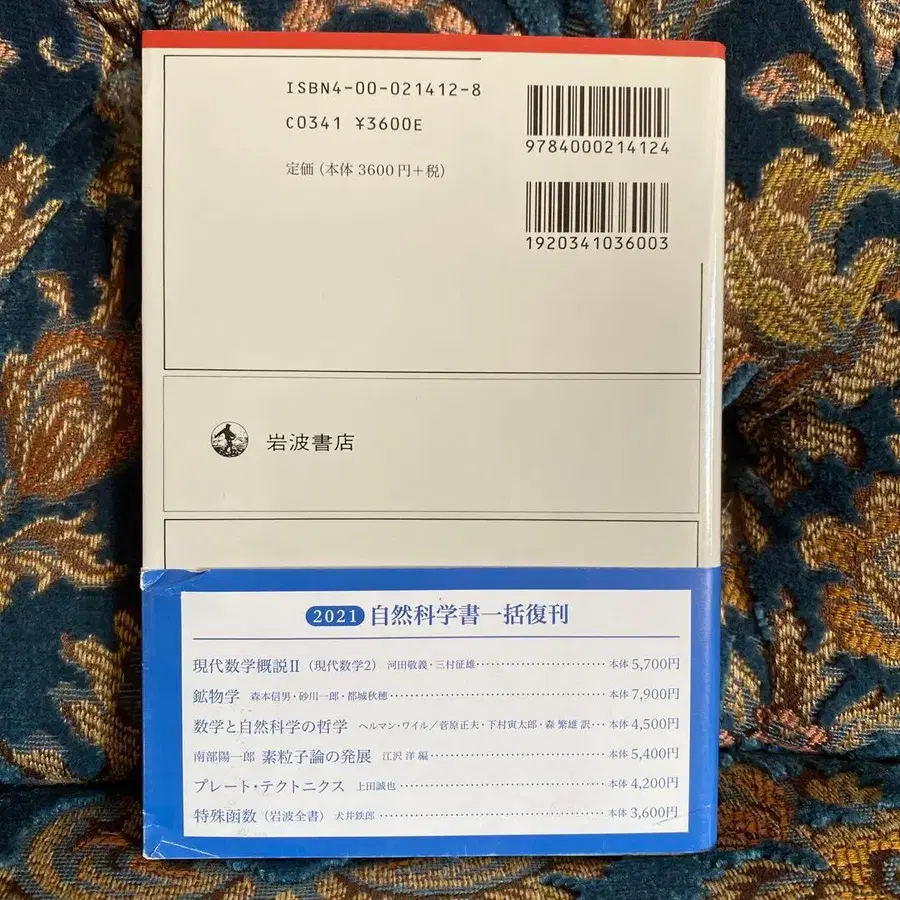 ISBN4-00-021412-8
C0341 ¥3600E
定価（本体 3600 円＋税）
9784000214124
1920341036003
岩波書店
2021 自然科学書一括復刊
現代数学概説Ⅱ（現代数学2） 河田敬義・三村征雄 本体 5,700円
鉱物学 森本信男・砂川一郎・都城秋穂 本体 7,900円
数学と自然科学の哲学 ヘルマン・ワイル／菅原正夫・下村寅太郎・森 繁雄 訳 本体 4,500円
南部陽一郎 素粒子論の発展 江沢 洋 編 本体 5,400円
プレート・テクトニクス 上田誠也 本体 4,200円
特殊函数（岩波全書） 犬井鉄郎 本体 3,600円